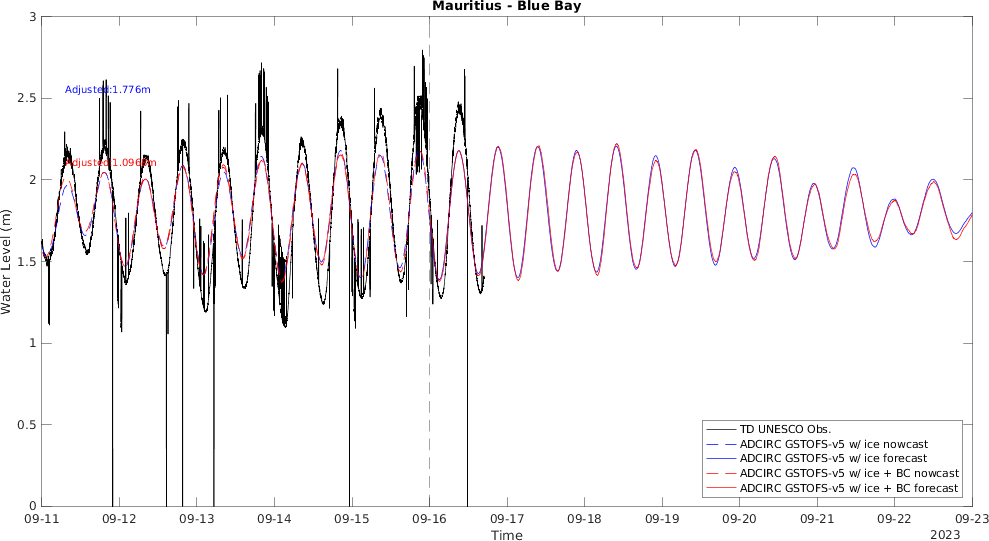 Mauritius - Blue Bay
3
2.5
2
1.5
1
0.5
0
Water Level (m)
Adjusted:1.776m
Adjusted:1.096
TD UNESCO Obs.
ADCIRC GSTOFS-v5 w/ ice nowcast
ADCIRC GSTOFS-v5 w/ ice forecast
ADCIRC GSTOFS-v5 w/ ice + BC nowcast
ADCIRC GSTOFS-v5 w/ ice + BC forecast
09-11 09-12 09-13 09-14 09-15 09-16 09-17 09-18 09-19 09-20 09-21 09-22 09-23
Time
2023